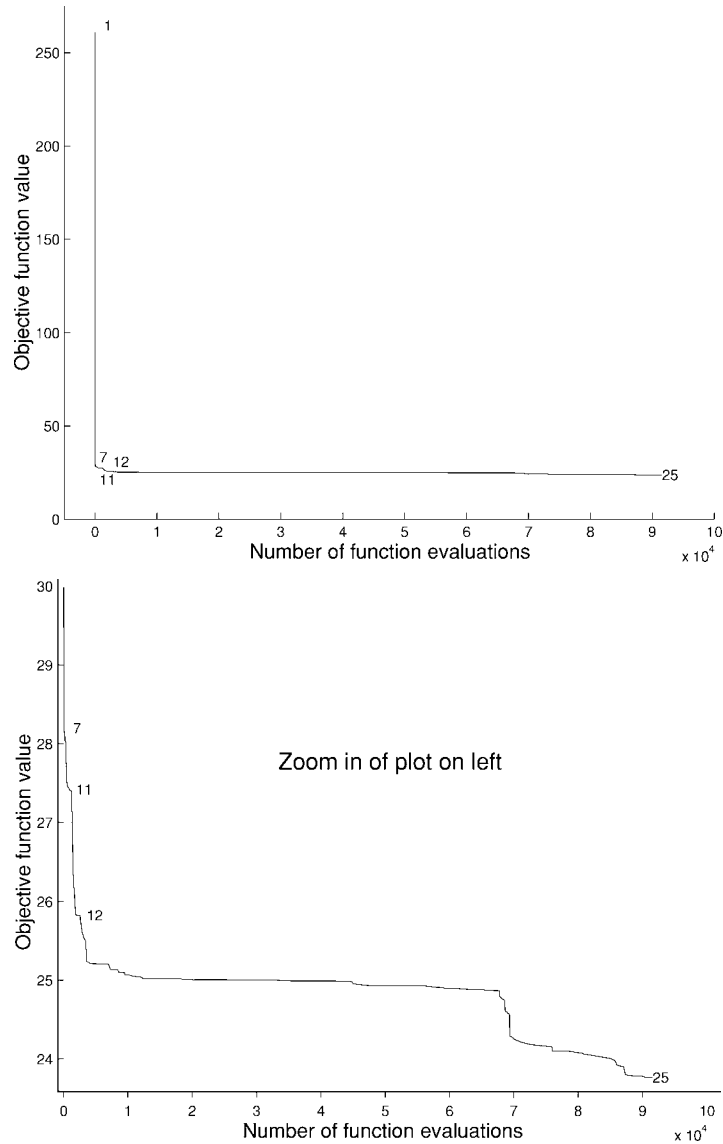 1
250
200
150
100
50
0
Objective function value
7
12
11
25
0 1 2 3 4 5 6 7 8 9 10
Number of function evaluations
x 10^4
30
29
28
27
26
25
24
Objective function value
7
Zoom in of plot on left
11
12
25
0 1 2 3 4 5 6 7 8 9 10
Number of function evaluations
x 10^4